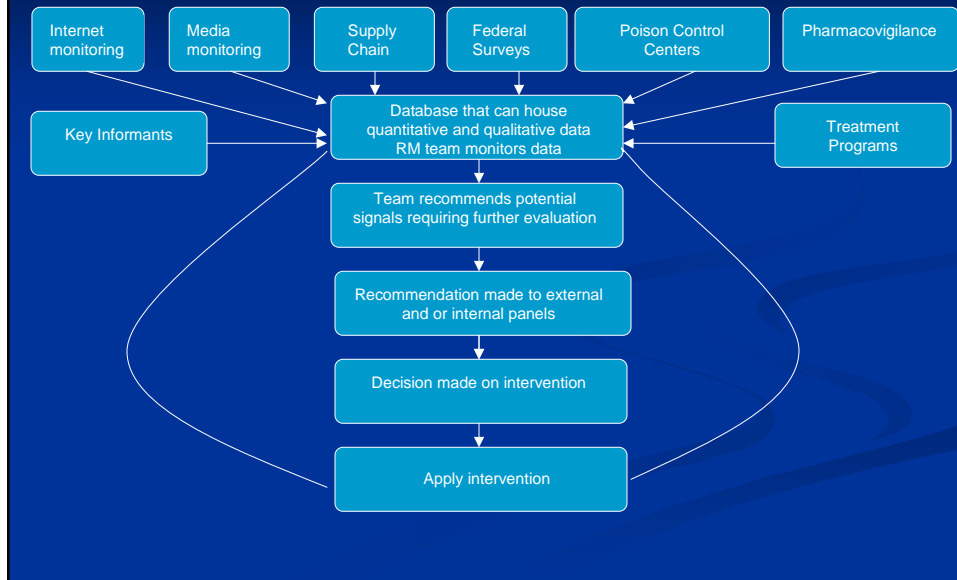 Internet
monitoring
Media
monitoring
Supply
Chain
Federal
Surveys
Poison Control
Centers
Pharmacovigilance
Key Informants
Database that can house
quantitative and qualitative data
RM team monitors data
Treatment
Programs
Team recommends potential
signals requiring further evaluation
Recommendation made to external
and or internal panels
Decision made on intervention
Apply intervention